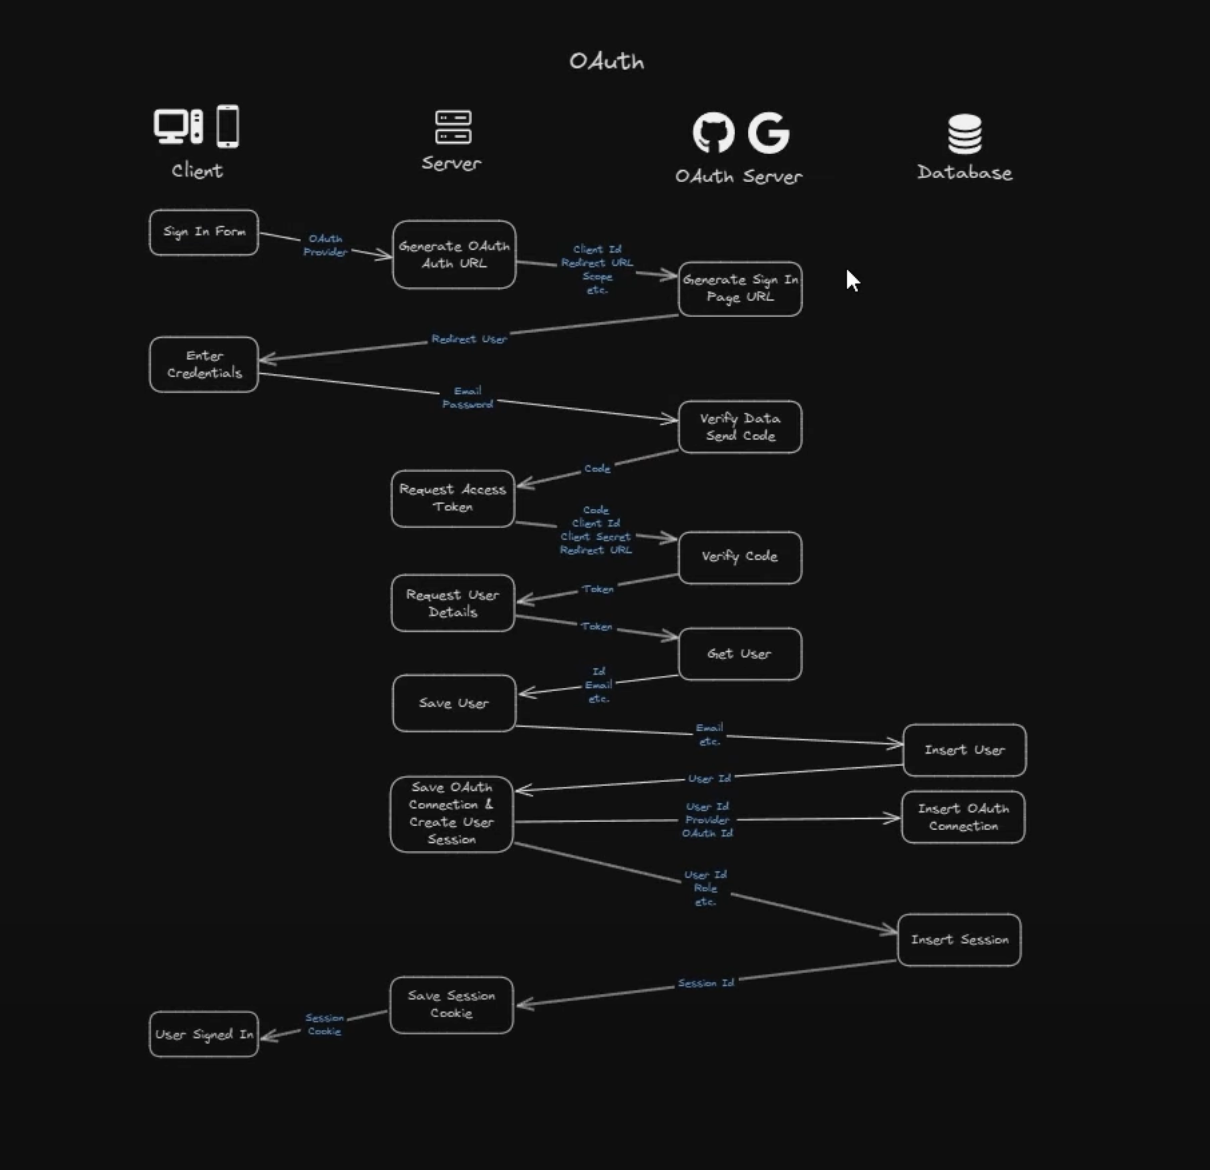 OAuth
Client
Server
OAuth Server
Database
Sign In Form
OAuth
Provider
Generate OAuth
Auth URL
Client Id
Redirect URL
Scope
etc.
Generate Sign In
Page URL
Redirect User
Enter
Credentials
Email
Password
Verify Data
Send Code
Code
Request Access
Token
Code
Client Id
Client Secret
Redirect URL
Verify Code
Token
Request User
Details
Token
Get User
Id
Email
etc.
Save User
Email
etc.
Insert User
User Id
Save OAuth
Connection &
Create User
Session
User Id
Provider
OAuth Id
Insert OAuth
Connection
User Id
Role
etc.
Insert Session
Session Id
Save Session
Cookie
Session
Cookie
User Signed In